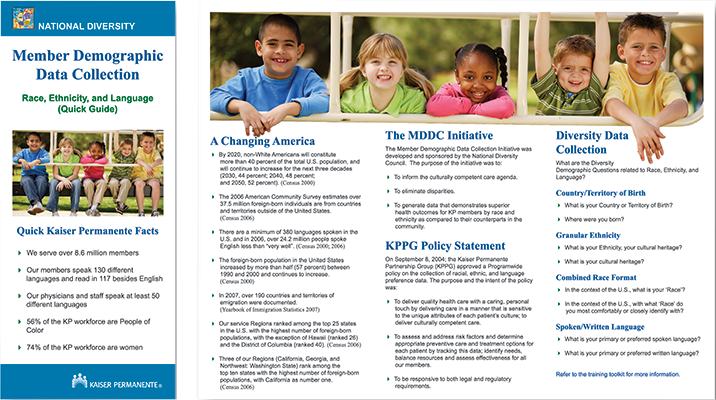 NATIONAL DIVERSITY
Member Demographic
Data Collection
Race, Ethnicity, and Language
(Quick Guide)
Quick Kaiser Permanente Facts
We serve over 8.6 million members
Our members speak 130 different
languages and read in 117 besides English
Our physicians and staff speak at least 50
different languages
56% of the KP workforce are People of
Color
74% of the KP workforce are women
KAISER PERMANENTE®
A Changing America
By 2020, non-White Americans will constitute
more than 40 percent of the total U.S. population, and
will continue to increase for the next three decades
(2030, 44 percent; 2040, 48 percent;
and 2050, 52 percent). (Census 2000)
The 2006 American Community Survey estimates over
37.5 million foreign-born individuals are from countries
and territories outside of the United States.
(Census 2006)
There are a minimum of 380 languages spoken in the
U.S. and in 2006, over 24.2 million people spoke
English less than "very well". (Census 2000; 2006)
The foreign-born population in the United States
increased by more than half (57 percent) between
1990 and 2000 and continues to increase.
(Census 2000)
In 2007, over 190 countries and territories of
emigration were documented.
(Yearbook of Immigration Statistics 2007)
Our service Regions ranked among the top 25 states
in the U.S. with the highest number of foreign-born
populations, with the exception of Hawaii (ranked 26)
and the District of Columbia (ranked 40). (Census 2006)
Three of our Regions (California, Georgia, and
Northwest: Washington State) rank among the
top ten states with the highest number of foreign-born
populations, with California as number one.
(Census 2006)
The MDDC Initiative
The Member Demographic Data Collection Initiative was
developed and sponsored by the National Diversity
Council. The purpose of the initiative was to:
To inform the culturally competent care agenda.
To eliminate disparities.
To generate data that demonstrates superior
health outcomes for KP members by race and
ethnicity as compared to their counterparts in the
community.
KPPG Policy Statement
On September 8, 2004; the Kaiser Permanente
Partnership Group (KPPG) approved a Programwide
policy on the collection of racial, ethnic, and language
preference data. The purpose and the intent of the policy
was:
To deliver quality health care with a caring, personal
touch by delivering care in a manner that is sensitive
to the unique attributes of each patient's culture; to
deliver culturally competent care.
To assess and address risk factors and determine
appropriate preventive care and treatment options for
each patient by tracking this data; identify needs,
balance resources and assess effectiveness for all
our members.
To be responsive to both legal and regulatory
requirements.
Diversity Data
Collection
What are the Diversity
Demographic Questions related to Race, Ethnicity, and
Language?
Country/Territory of Birth
What is your Country or Territory of Birth?
Where were you born?
Granular Ethnicity
What is your Ethnicity, your cultural heritage?
What is your cultural heritage?
Combined Race Format
In the context of the U.S., what is your 'Race'?
In the context of the U.S., with what 'Race' do
you most comfortably or closely identify with?
Spoken/Written Language
What is your primary or preferred spoken language?
What is your primary or preferred written language?
Refer to the training toolkit for more information.